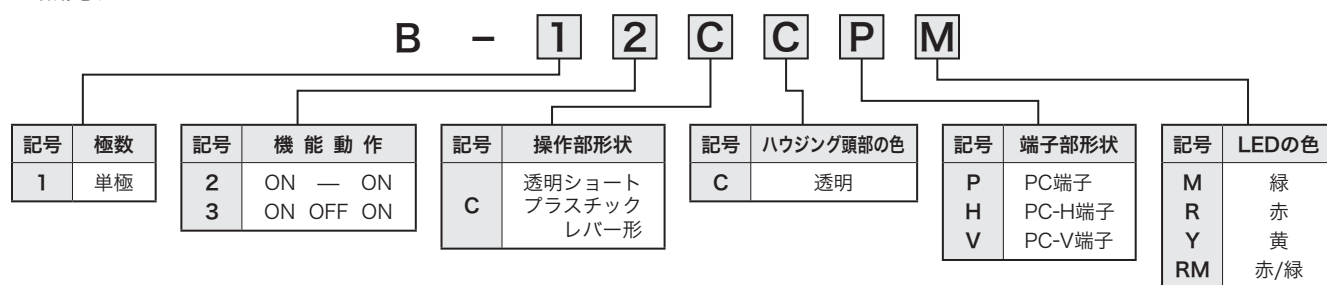 B - 1 2 C C P M
記号 極数
1 単極
記号 機能動作
2 ON — ON
3 ON OFF ON
記号 操作部形状
C 透明ショート
プラスチック
レバー形
記号 ハウジング頭部の色
C 透明
記号 端子部形状
P PC端子
H PC-H端子
V PC-V端子
記号 LEDの色
M 緑
R 赤
Y 黄
RM 赤/緑